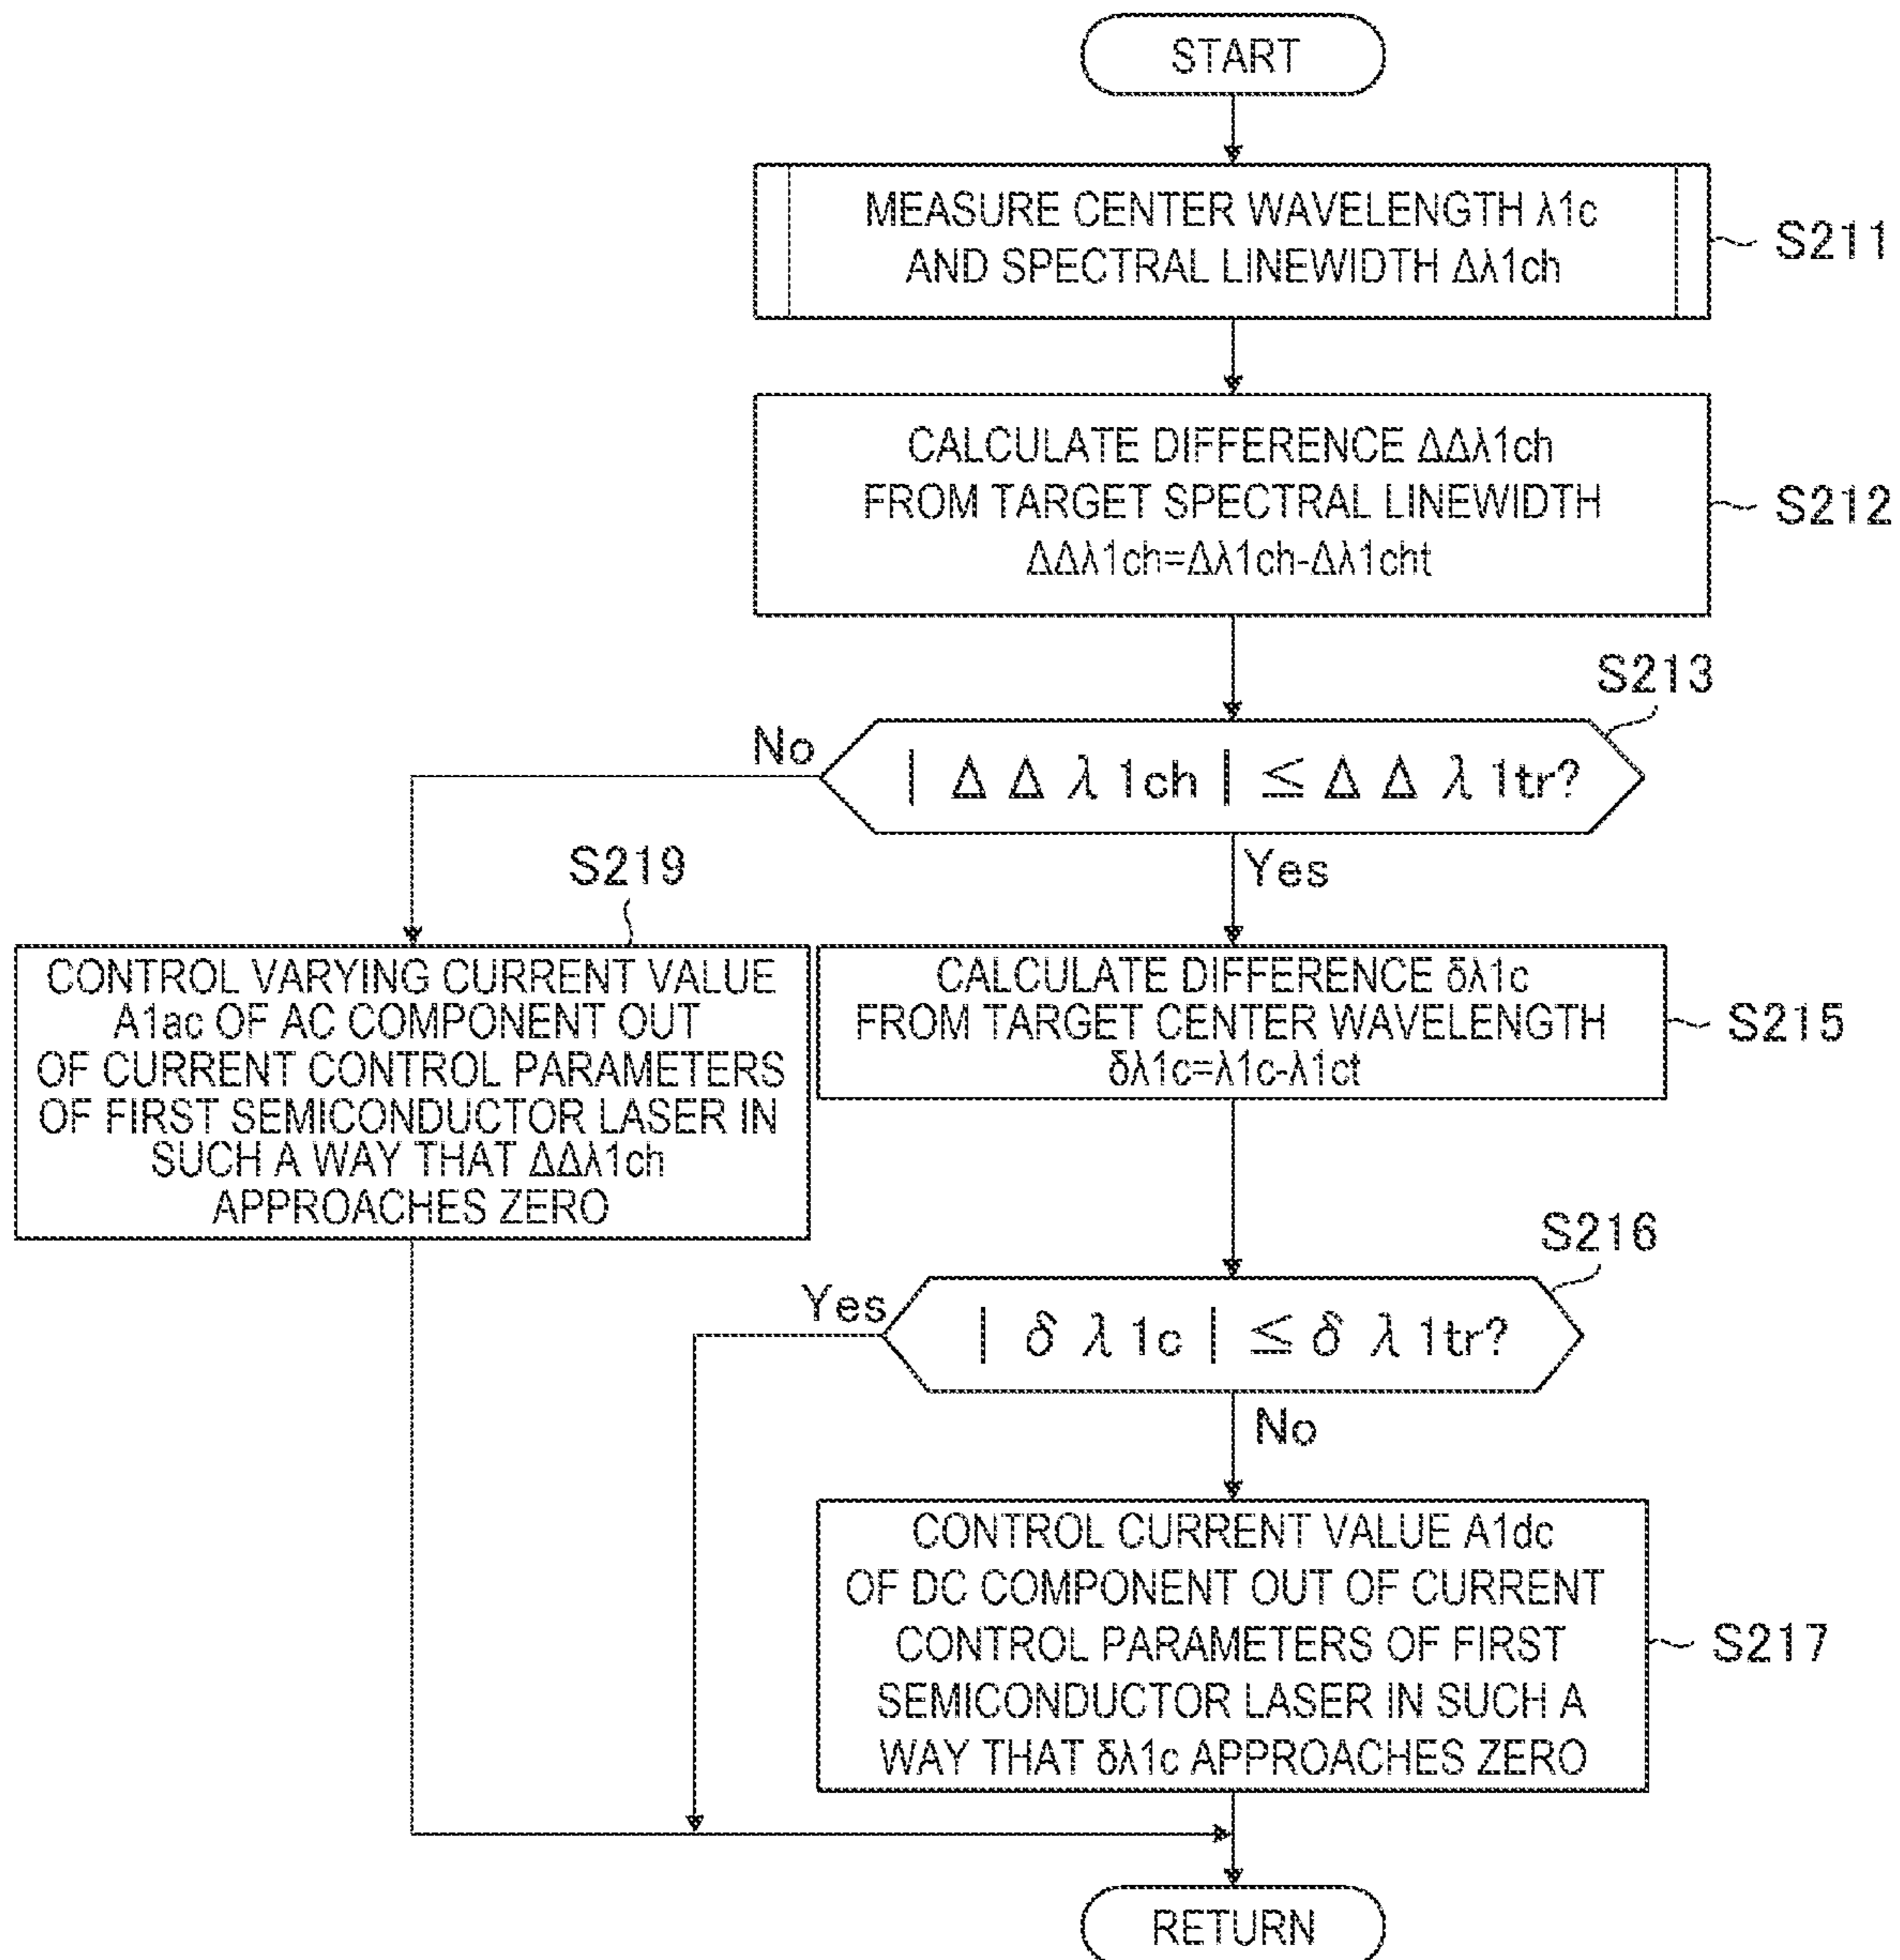 START
MEASURE CENTER WAVELENGTH λ1c
AND SPECTRAL LINEWIDTH Δλ1ch
S211
CALCULATE DIFFERENCE ΔΔλ1ch
FROM TARGET SPECTRAL LINEWIDTH
ΔΔλ1ch=Δλ1ch-Δλ1cht
S212
S213
| Δ Δ λ 1ch | ≦ Δ Δ λ 1tr?
No
Yes
S219
CONTROL VARYING CURRENT VALUE
A1ac OF AC COMPONENT OUT
OF CURRENT CONTROL PARAMETERS
OF FIRST SEMICONDUCTOR LASER IN
SUCH A WAY THAT ΔΔλ1ch
APPROACHES ZERO
CALCULATE DIFFERENCE δλ1c
FROM TARGET CENTER WAVELENGTH
δλ1c=λ1c-λ1ct
S215
S216
| δ λ 1c | ≦ δ λ 1tr?
Yes
No
CONTROL CURRENT VALUE A1dc
OF DC COMPONENT OUT OF CURRENT
CONTROL PARAMETERS OF FIRST
SEMICONDUCTOR LASER IN SUCH A
WAY THAT δλ1c APPROACHES ZERO
S217
RETURN